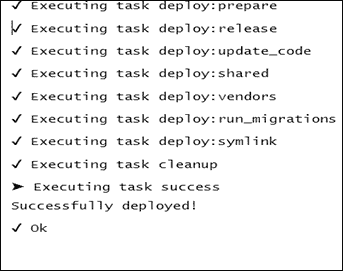 ✓ Executing task deploy:prepare
✓ Executing task deploy:release
✓ Executing task deploy:update_code
✓ Executing task deploy:shared
✓ Executing task deploy:vendors
✓ Executing task deploy:run_migrations
✓ Executing task deploy:symlink
✓ Executing task cleanup
➤ Executing task success
Successfully deployed!
✓ Ok